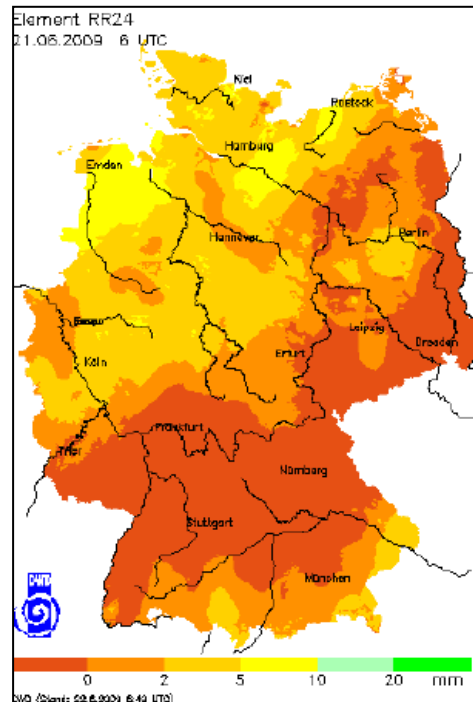 Element RR24
21.06.2009 6 UTC
Kiel
Rostock
Hamburg
Emden
Hannover
Berlin
Leipzig
Köln
Erfurt
Dresden
Frankfurt
Trier
Nürnberg
Stuttgart
München
0 2 5 10 20 mm